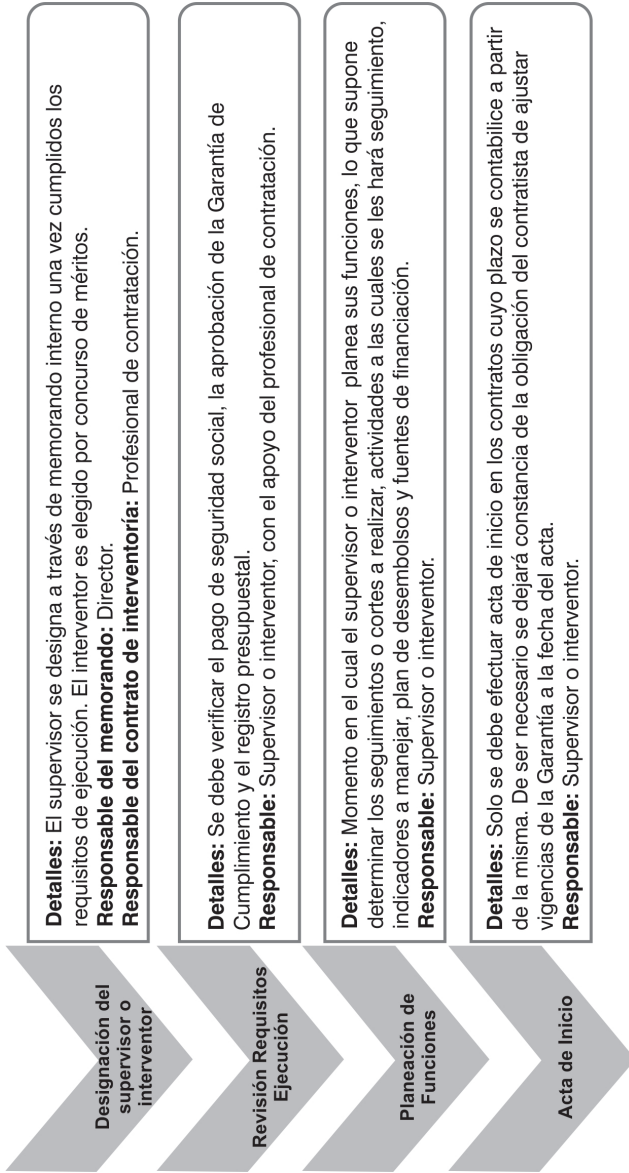 Designación del
supervisor o
interventor
Detalles: El supervisor se designa a través de memorando interno una vez cumplidos los
requisitos de ejecución. El interventor es elegido por concurso de méritos.
Responsable del memorando: Director.
Responsable del contrato de interventoría: Profesional de contratación.
Revisión Requisitos
Ejecución
Detalles: Se debe verificar el pago de seguridad social, la aprobación de la Garantía de
Cumplimiento y el registro presupuestal.
Responsable: Supervisor o interventor, con el apoyo del profesional de contratación.
Planeación de
Funciones
Detalles: Momento en el cual el supervisor o interventor planea sus funciones, lo que supone
determinar los seguimientos o cortes a realizar, actividades a las cuales se les hará seguimiento,
indicadores a manejar, plan de desembolsos y fuentes de financiación.
Responsable: Supervisor o interventor.
Acta de Inicio
Detalles: Solo se debe efectuar acta de inicio en los contratos cuyo plazo se contabilice a partir
de la misma. De ser necesario se dejará constancia de la obligación del contratista de ajustar
vigencias de la Garantía a la fecha del acta.
Responsable: Supervisor o interventor.